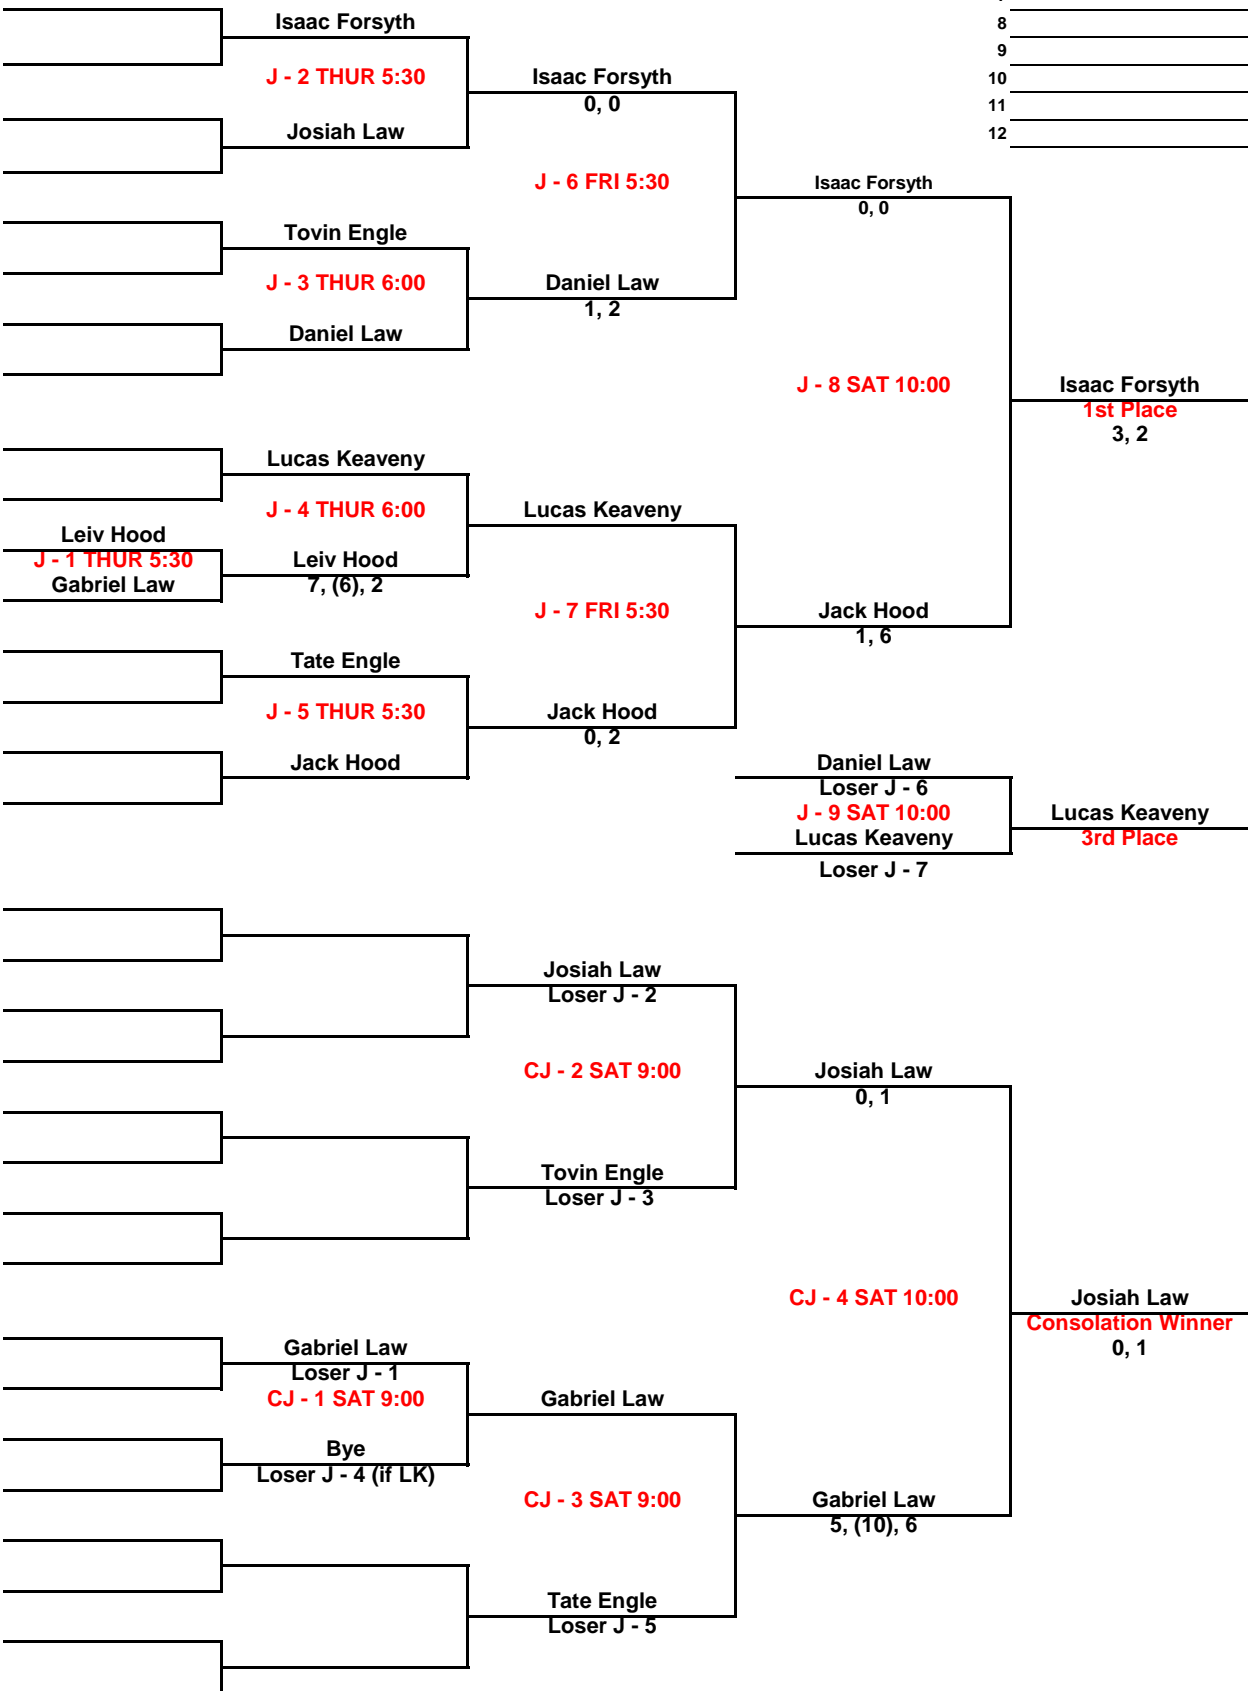 8
9
10
11
12
Isaac Forsyth
J - 2 THUR 5:30
Josiah Law
Isaac Forsyth
0, 0
J - 6 FRI 5:30
Isaac Forsyth
0, 0
Tovin Engle
J - 3 THUR 6:00
Daniel Law
Daniel Law
1, 2
J - 8 SAT 10:00
Isaac Forsyth
1st Place
3, 2
Lucas Keaveny
J - 4 THUR 6:00
Lucas Keaveny
Leiv Hood
J - 1 THUR 5:30
Gabriel Law
Leiv Hood
7, (6), 2
J - 7 FRI 5:30
Jack Hood
1, 6
Tate Engle
J - 5 THUR 5:30
Jack Hood
Jack Hood
0, 2
Daniel Law
Loser J - 6
J - 9 SAT 10:00
Lucas Keaveny
Loser J - 7
Lucas Keaveny
3rd Place
Josiah Law
Loser J - 2
CJ - 2 SAT 9:00
Josiah Law
0, 1
Tovin Engle
Loser J - 3
CJ - 4 SAT 10:00
Josiah Law
Consolation Winner
0, 1
Gabriel Law
Loser J - 1
CJ - 1 SAT 9:00
Bye
Loser J - 4 (if LK)
Gabriel Law
CJ - 3 SAT 9:00
Gabriel Law
5, (10), 6
Tate Engle
Loser J - 5